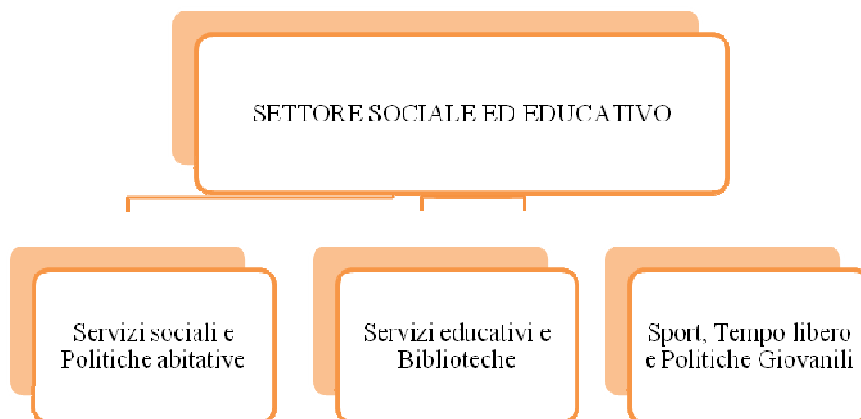 SETTORE SOCIALE ED EDUCATIVO
Servizi sociali e
Politiche abitative
Servizi educativi e
Biblioteche
Sport, Tempo libero
e Politiche Giovanili